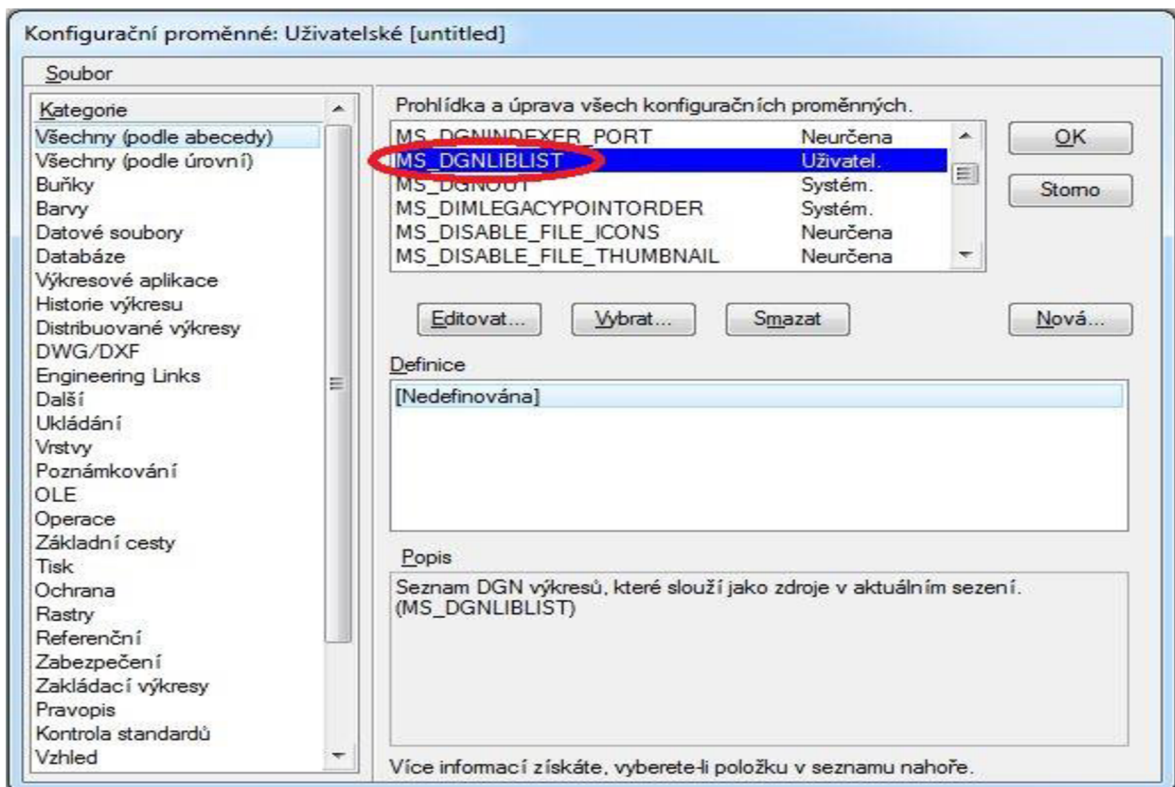 Konfigurační proměnné: Uživatelské [untitled]
Soubor
Kategorie
Všechny (podle abecedy)
Všechny (podle úrovní)
Buňky
Barvy
Datové soubory
Databáze
Výkresové aplikace
Historie výkresu
Distribuované výkresy
DWG/DXF
Engineering Links
Další
Ukládání
Vrstvy
Poznámkování
OLE
Operace
Základní cesty
Tisk
Ochrana
Rastry
Referenční
Zabezpečení
Zakládací výkresy
Pravopis
Kontrola standardů
Vzhled
Prohlídka a úprava všech konfiguračních proměnných.
MS_DGNINDEXER_PORT Neurčena
MS_DGNLIBLIST Uživatel.
MS_DGNOUT Systém.
MS_DIMLEGACYPOINTORDER Systém.
MS_DISABLE_FILE_ICONS Neurčena
MS_DISABLE_FILE_THUMBNAIL Neurčena
OK
Storno
Editovat... Vybrat... Smazat Nová...
Definice
[Nedefinována]
Popis
Seznam DGN výkresů, které slouží jako zdroje v aktuálním sezení.
(MS_DGNLIBLIST)
Více informací získáte, vyberete-li položku v seznamu nahoře.